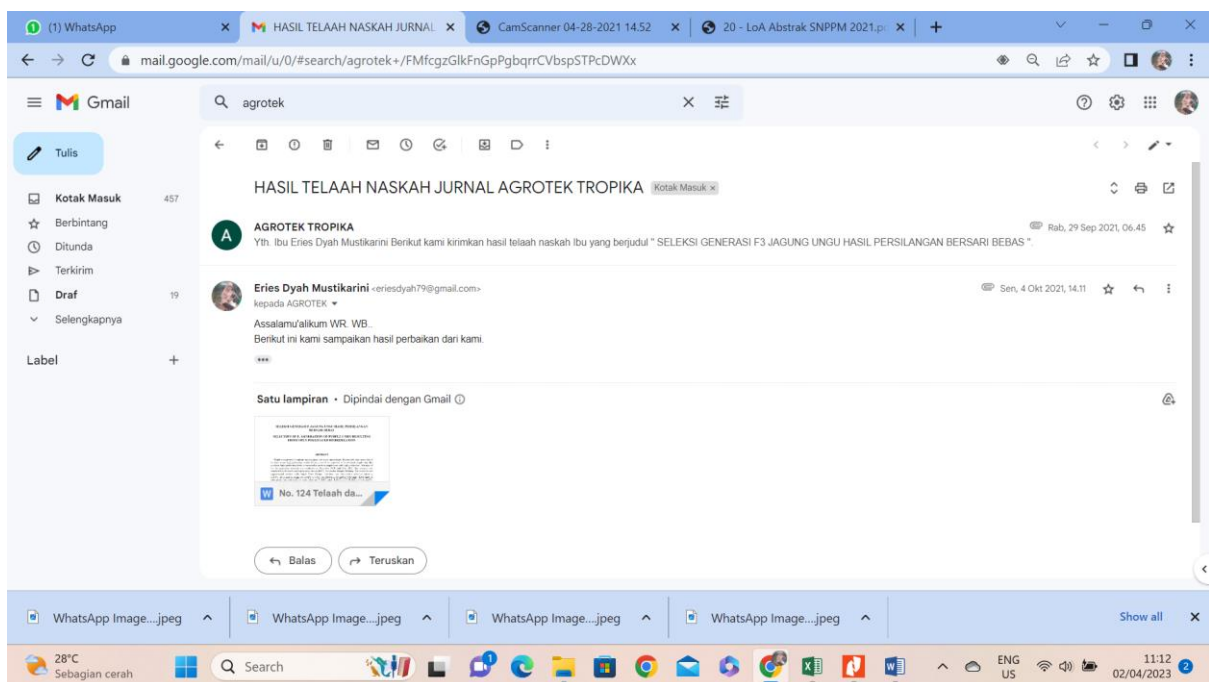 (1) WhatsApp
HASIL TELAAH NASKAH JURNAL
CamScanner 04-28-2021 14.52
20 - LoA Abstrak SNPPM 2021.p
mail.google.com/mail/u/0/#search/agrotek+/FMfcgzGlkFnGpPgbqrrCVbspSTPcDWXx
Gmail
agrotek
Tulis
Kotak Masuk 457
Berbintang
Ditunda
Terkirim
Draf 19
Selengkapnya
Label
HASIL TELAAH NASKAH JURNAL AGROTEK TROPIKA Kotak Masuk x
A
AGROTEK TROPIKA Rab, 29 Sep 2021, 06.45
Yth. Ibu Eries Dyah Mustikarini Berikut kami kirimkan hasil telaah naskah Ibu yang berjudul " SELEKSI GENERASI F3 JAGUNG UNGU HASIL PERSILANGAN BERSARI BEBAS ".
Eries Dyah Mustikarini <eriesdyah79@gmail.com> Sen, 4 Okt 2021, 14.11
kepada AGROTEK
Assalamu'alikum WR. WB..
Berikut ini kami sampaikan hasil perbaikan dari kami.
Satu lampiran • Dipindai dengan Gmail
W No. 124 Telaah da...
Balas
Teruskan
WhatsApp Image....jpeg
WhatsApp Image....jpeg
WhatsApp Image....jpeg
WhatsApp Image....jpeg
Show all
28°C
Sebagian cerah
Search
ENG
US
11:12
02/04/2023
2